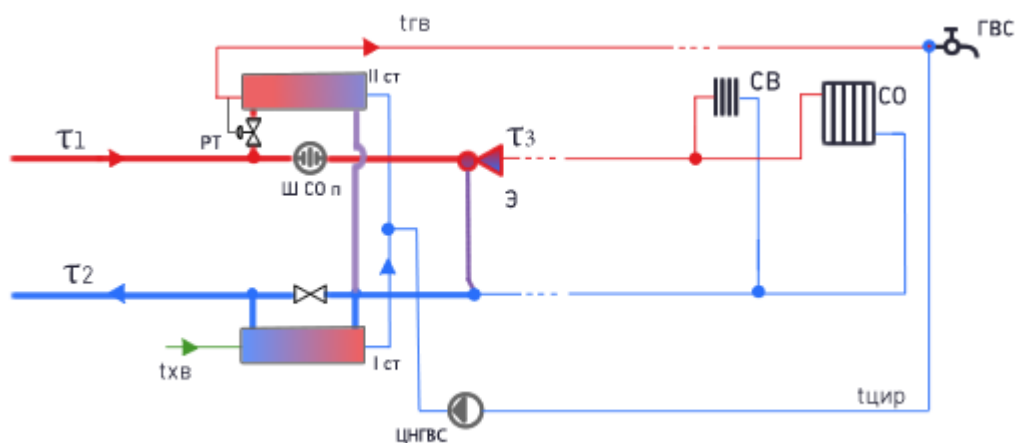 tгв
ГВС
II ст
СВ
СО
τ1
РТ
τ3
Ш СО п
Э
τ2
tхв
I ст
tцир
ЦНГВС